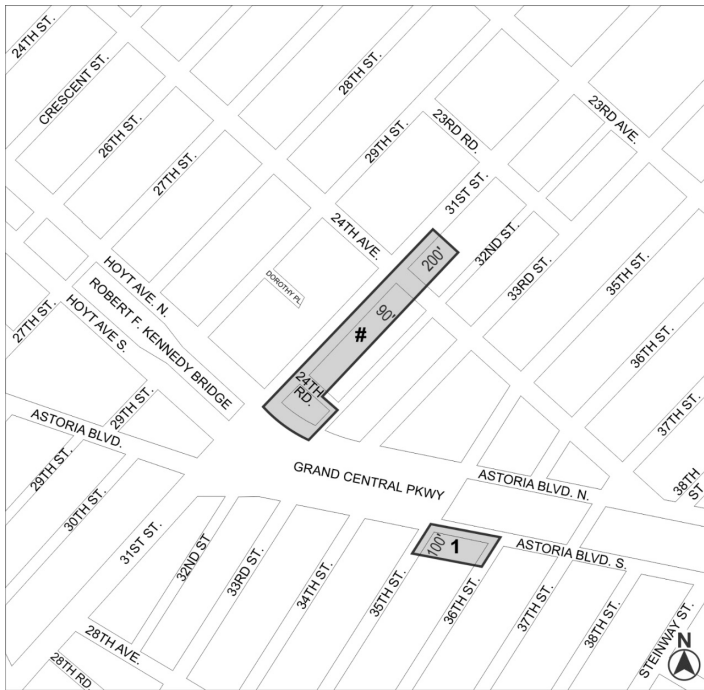 24TH ST.
CRESCENT ST.
26TH ST.
27TH ST.
28TH ST.
29TH ST.
23RD RD.
23RD AVE.
31ST ST.
32ND ST.
33RD ST.
35TH ST.
36TH ST.
37TH ST.
38TH
ST
24TH AVE.
DOROTHY PL.
200'
90'
#
24TH
RD.
HOYT AVE. N.
ROBERT F. KENNEDY BRIDGE
HOYT AVE S.
27TH ST.
29TH ST.
ASTORIA BLVD.
29TH ST.
30TH ST.
31ST ST.
32ND ST
33RD ST.
34TH ST.
35TH ST.
36TH ST.
37TH ST.
38TH ST.
STEINWAY ST.
GRAND CENTRAL PKWY
ASTORIA BLVD. N.
ASTORIA BLVD. S.
100'
1
28TH AVE.
28TH RD.
N